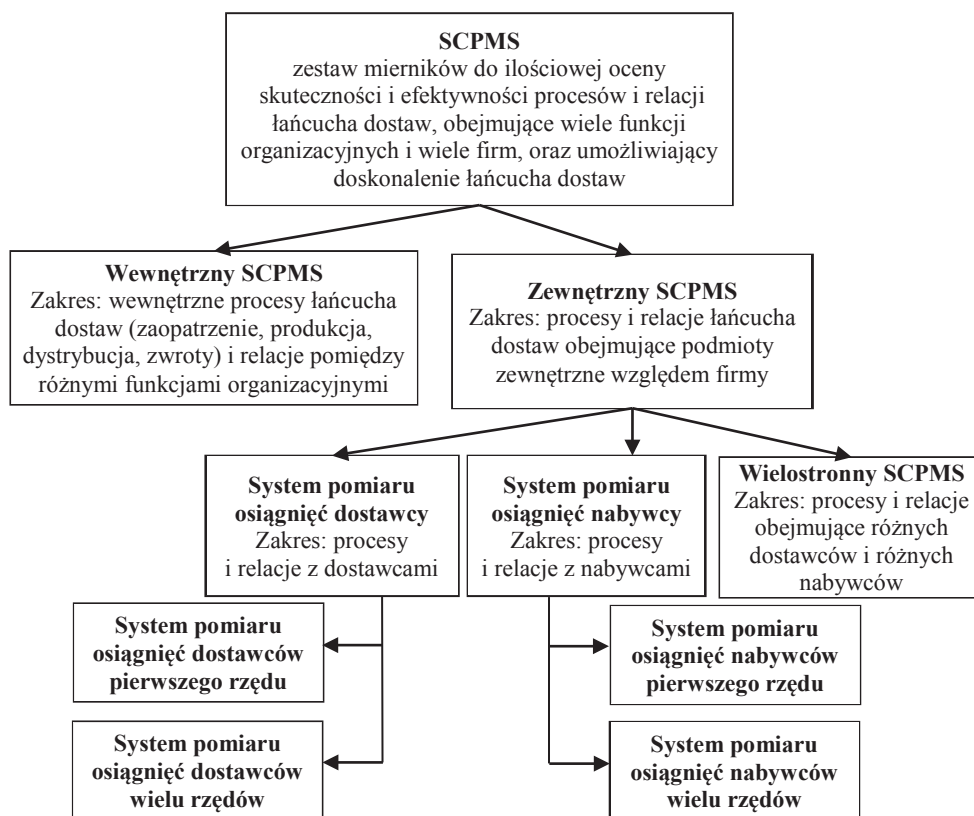 SCPMS
zestaw mierników do ilościowej oceny
skuteczności i efektywności procesów i relacji
łańcucha dostaw, obejmujące wiele funkcji
organizacyjnych i wiele firm, oraz umożliwiający
doskonalenie łańcucha dostaw
Wewnętrzny SCPMS
Zakres: wewnętrzne procesy łańcucha
dostaw (zaopatrzenie, produkcja,
dystrybucja, zwroty) i relacje pomiędzy
różnymi funkcjami organizacyjnymi
Zewnętrzny SCPMS
Zakres: procesy i relacje łańcucha
dostaw obejmujące podmioty
zewnętrzne względem firmy
System pomiaru
osiągnięć dostawcy
Zakres: procesy
i relacje z dostawcami
System pomiaru
osiągnięć nabywcy
Zakres: procesy
i relacje z nabywcami
Wielostronny SCPMS
Zakres: procesy i relacje
obejmujące różnych
dostawców i różnych
nabywców
System pomiaru
osiągnięć dostawców
pierwszego rzędu
System pomiaru
osiągnięć nabywców
pierwszego rzędu
System pomiaru
osiągnięć dostawców
wielu rzędów
System pomiaru
osiągnięć nabywców
wielu rzędów